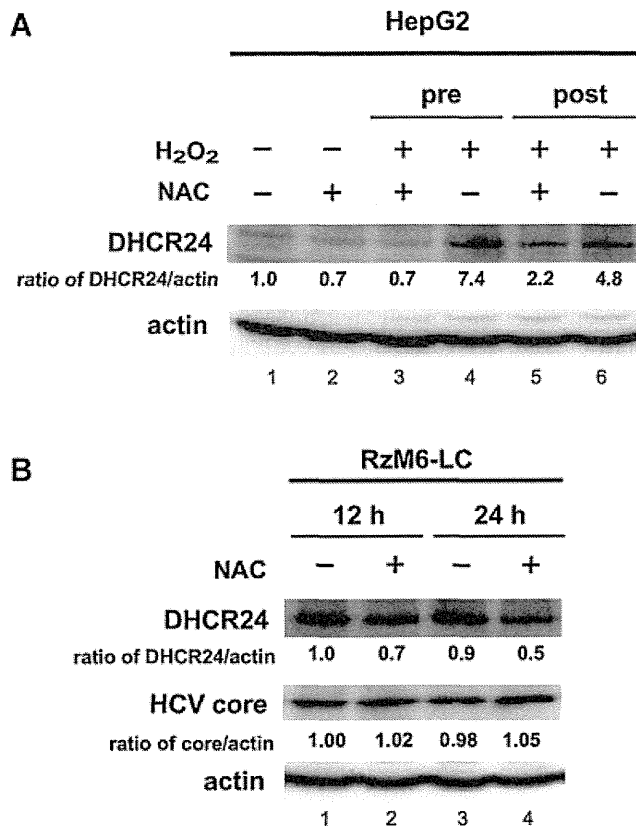 A
HepG2
pre post
H₂O₂ − − + + + +
NAC − + + − + −
DHCR24
ratio of DHCR24/actin 1.0 0.7 0.7 7.4 2.2 4.8
actin
1 2 3 4 5 6
B
RzM6-LC
12 h 24 h
NAC − + − +
DHCR24
ratio of DHCR24/actin 1.0 0.7 0.9 0.5
HCV core
ratio of core/actin 1.00 1.02 0.98 1.05
actin
1 2 3 4